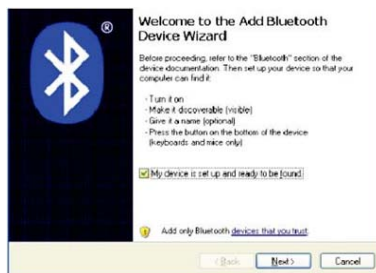 ®
Welcome to the Add Bluetooth
Device Wizard
Before proceeding, refer to the "Bluetooth" section of the
device documentation. Then set up your device so that your
computer can find it:
- Turn it on
- Make it discoverable (visible)
- Give it a name (optional)
- Press the button on the bottom of the device
(keyboards and mice only)
My device is set up and ready to be found.
Add only Bluetooth devices that you trust.
< Back Next > Cancel